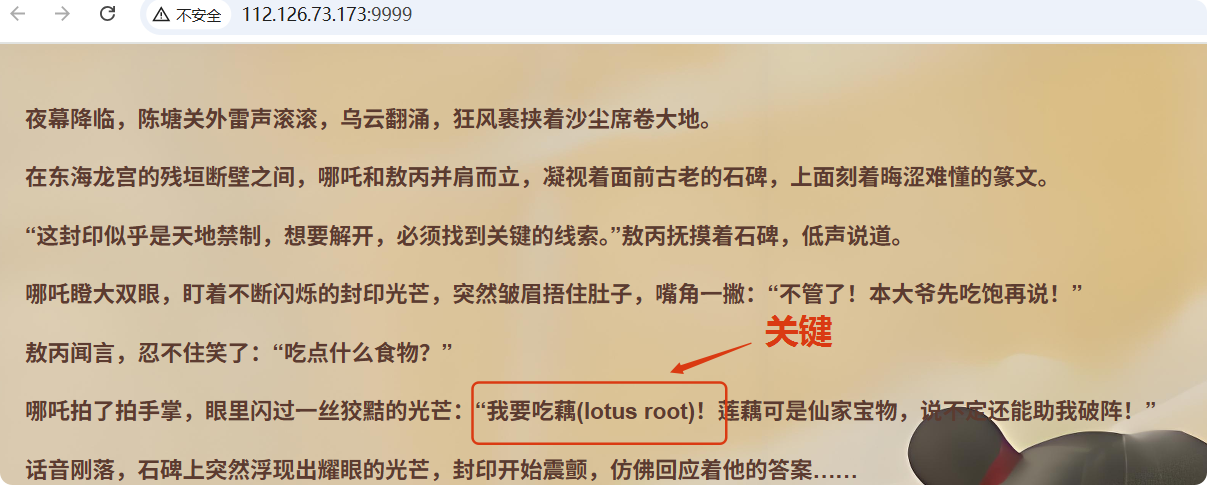 不安全 112.126.73.173:9999
夜幕降临，陈塘关外雷声滚滚，乌云翻涌，狂风裹挟着沙尘席卷大地。
在东海龙宫的残垣断壁之间，哪吒和敖丙并肩而立，凝视着面前古老的石碑，上面刻着晦涩难懂的篆文。
“这封印似乎是天地禁制，想要解开，必须找到关键的线索。”敖丙抚摸着石碑，低声说道。
哪吒瞪大双眼，盯着不断闪烁的封印光芒，突然皱眉捂住肚子，嘴角一撇：“不管了！本大爷先吃饱再说！”
关键
敖丙闻言，忍不住笑了：“吃点什么食物？”
哪吒拍了拍手掌，眼里闪过一丝狡黠的光芒：“我要吃藕(lotus root)！莲藕可是仙家宝物，说不定还能助我破阵！”
话音刚落，石碑上突然浮现出耀眼的光芒，封印开始震颤，仿佛回应着他的答案……